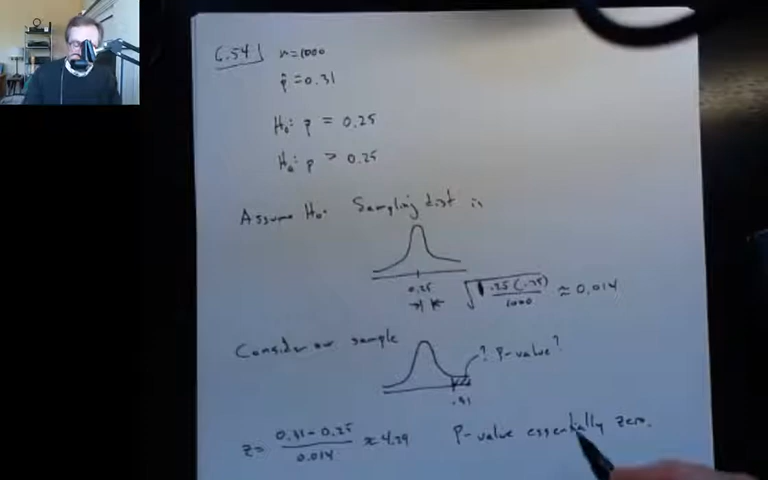 6.54 n=1000
p̂ = 0.31
H₀: p = 0.25
Hₐ: p > 0.25
Assume H₀. Sampling dist is
0.25
√(.25(.75)/1000) ≈ 0.014
Consider our sample
? P-value?
.31
z = (0.31 - 0.25)/0.014 ≈ 4.29 P-value essentially zero.